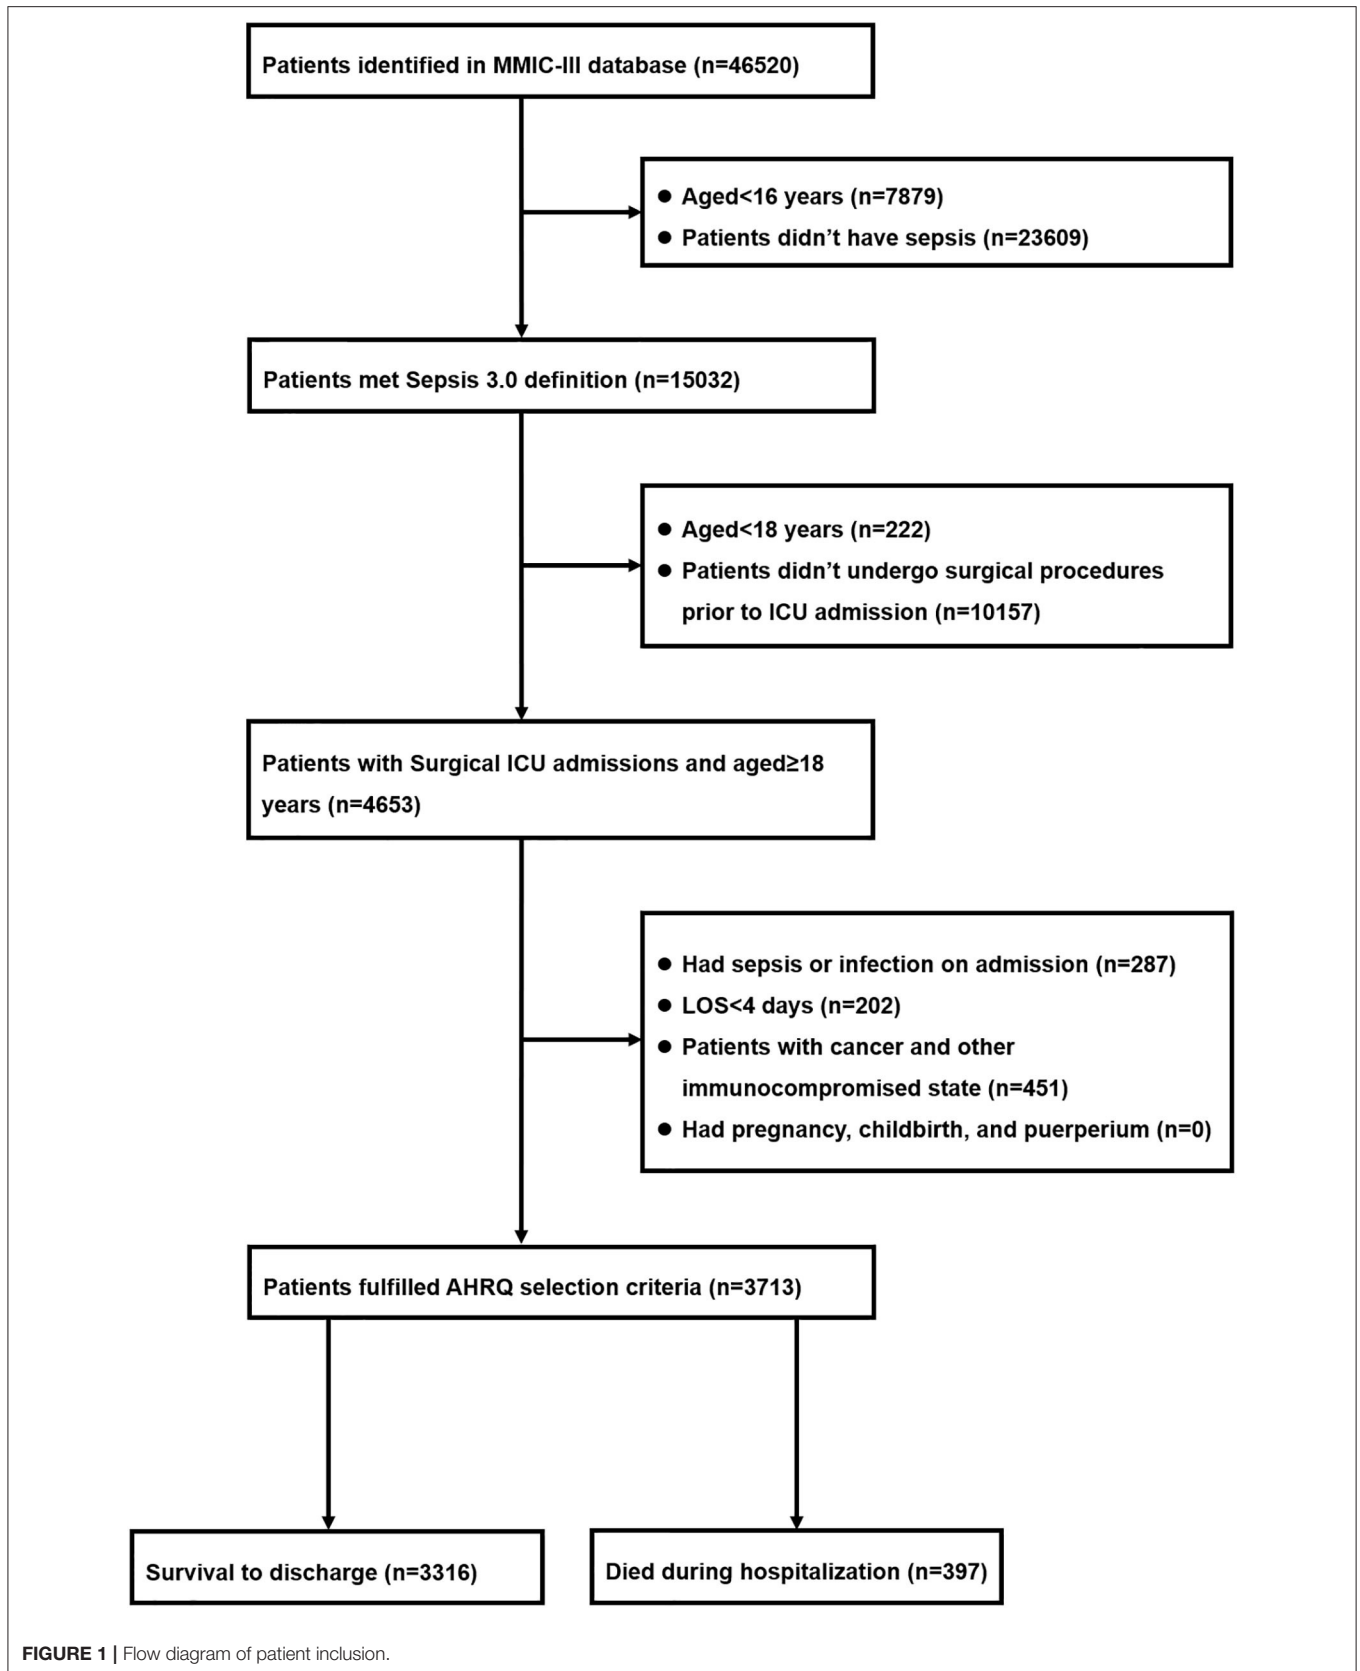 Patients identified in MMIC-III database (n=46520)
● Aged<16 years (n=7879)
● Patients didn’t have sepsis (n=23609)
Patients met Sepsis 3.0 definition (n=15032)
● Aged<18 years (n=222)
● Patients didn’t undergo surgical procedures
prior to ICU admission (n=10157)
Patients with Surgical ICU admissions and aged≥18
years (n=4653)
● Had sepsis or infection on admission (n=287)
● LOS<4 days (n=202)
● Patients with cancer and other
immunocompromised state (n=451)
● Had pregnancy, childbirth, and puerperium (n=0)
Patients fulfilled AHRQ selection criteria (n=3713)
Survival to discharge (n=3316)
Died during hospitalization (n=397)
FIGURE 1 | Flow diagram of patient inclusion.